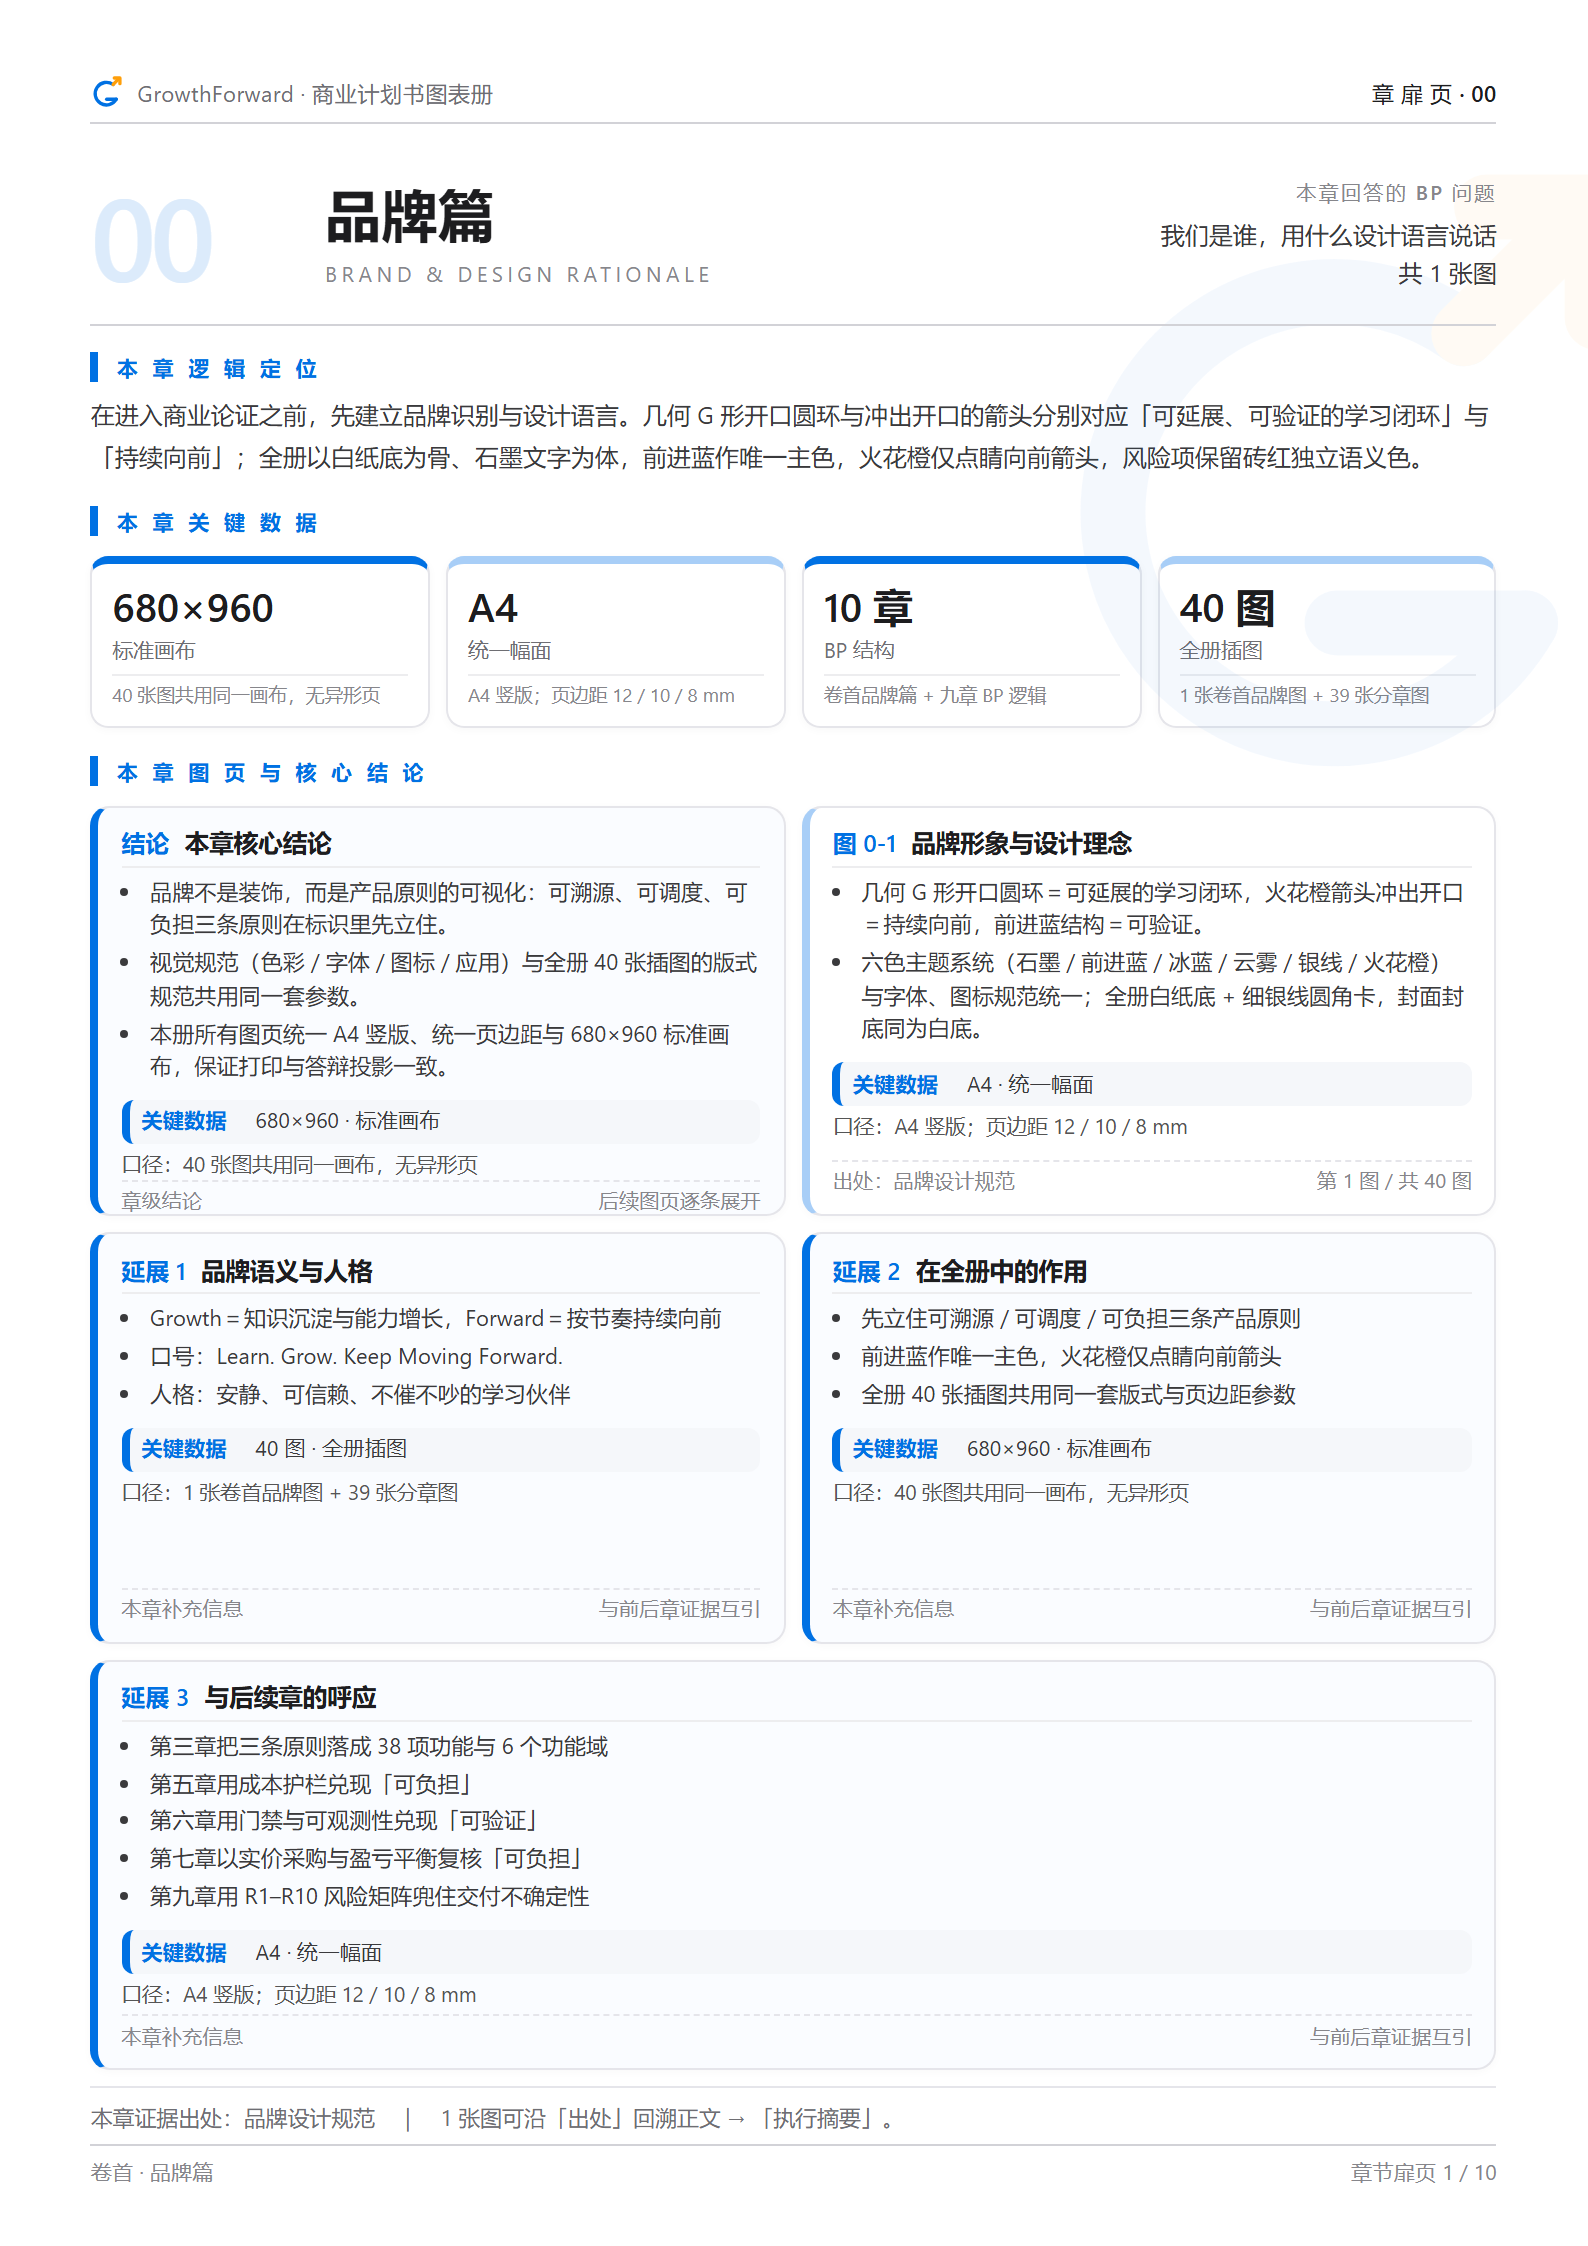 GrowthForward · 商业计划书图表册
章 扉 页 · 00
00
品牌篇
BRAND & DESIGN RATIONALE
本章回答的 BP 问题
我们是谁，用什么设计语言说话
共 1 张图
本章逻辑定位
在进入商业论证之前，先建立品牌识别与设计语言。几何 G 形开口圆环与冲出开口的箭头分别对应「可延展、可验证的学习闭环」与
「持续向前」；全册以白纸底为骨、石墨文字为体，前进蓝作唯一主色，火花橙仅点睛向前箭头，风险项保留砖红独立语义色。
本章关键数据
680×960
标准画布
40 张图共用同一画布，无异形页
A4
统一幅面
A4 竖版；页边距 12 / 10 / 8 mm
10 章
BP 结构
卷首品牌篇 + 九章 BP 逻辑
40 图
全册插图
1 张卷首品牌图 + 39 张分章图
本章图页与核心结论
结论 本章核心结论
• 品牌不是装饰，而是产品原则的可视化：可溯源、可调度、可
负担三条原则在标识里先立住。
• 视觉规范（色彩 / 字体 / 图标 / 应用）与全册 40 张插图的版式
规范共用同一套参数。
• 本册所有图页统一 A4 竖版、统一页边距与 680×960 标准画
布，保证打印与答辩投影一致。
关键数据 680×960 · 标准画布
口径：40 张图共用同一画布，无异形页
章级结论 后续图页逐条展开
图 0-1 品牌形象与设计理念
• 几何 G 形开口圆环 = 可延展的学习闭环，火花橙箭头冲出开口
= 持续向前，前进蓝结构 = 可验证。
• 六色主题系统（石墨 / 前进蓝 / 冰蓝 / 云雾 / 银线 / 火花橙）
与字体、图标规范统一；全册白纸底 + 细银线圆角卡，封面封
底同为白底。
关键数据 A4 · 统一幅面
口径：A4 竖版；页边距 12 / 10 / 8 mm
出处：品牌设计规范 第 1 图 / 共 40 图
延展 1 品牌语义与人格
• Growth = 知识沉淀与能力增长，Forward = 按节奏持续向前
• 口号：Learn. Grow. Keep Moving Forward.
• 人格：安静、可信赖、不催不吵的学习伙伴
关键数据 40 图 · 全册插图
口径：1 张卷首品牌图 + 39 张分章图
本章补充信息 与前后章证据互引
延展 2 在全册中的作用
• 先立住可溯源 / 可调度 / 可负担三条产品原则
• 前进蓝作唯一主色，火花橙仅点睛向前箭头
• 全册 40 张插图共用同一套版式与页边距参数
关键数据 680×960 · 标准画布
口径：40 张图共用同一画布，无异形页
本章补充信息 与前后章证据互引
延展 3 与后续章的呼应
• 第三章把三条原则落成 38 项功能与 6 个功能域
• 第五章用成本护栏兑现「可负担」
• 第六章用门禁与可观测性兑现「可验证」
• 第七章以实价采购与盈亏平衡复核「可负担」
• 第九章用 R1–R10 风险矩阵兜住交付不确定性
关键数据 A4 · 统一幅面
口径：A4 竖版；页边距 12 / 10 / 8 mm
本章补充信息 与前后章证据互引
本章证据出处：品牌设计规范 | 1 张图可沿「出处」回溯正文 → 「执行摘要」。
卷首 · 品牌篇
章节扉页 1 / 10